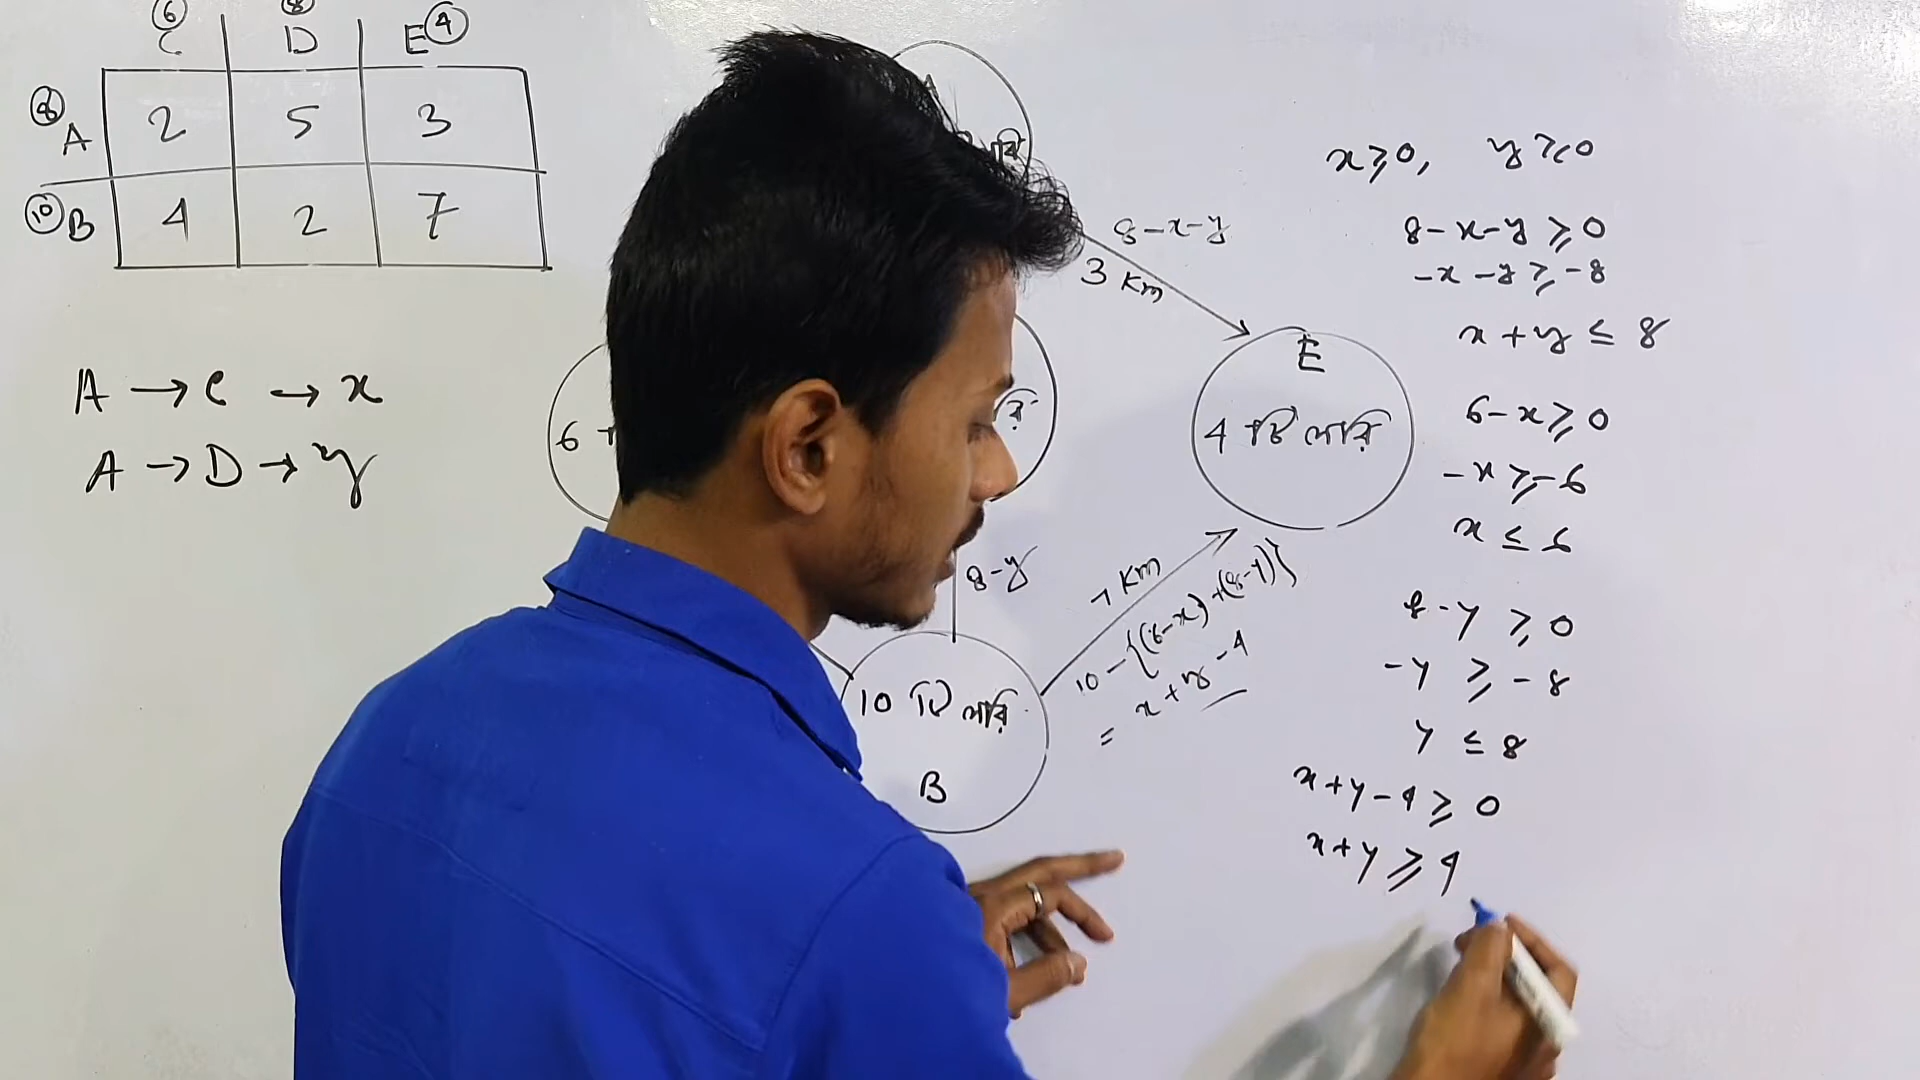 ⑥ ⑧ ④
C D E
⑧ A 2 5 3
⑩ B 4 2 7
A → C → x
A → D → y
8-x-y
3 Km
E
4 টি লরি
6
8-y
7 Km
10-{(6-x)+(8-y)}
= x+y-4
10 টি লরি
B
x≥0, y≥0
8-x-y≥0
-x-y≥-8
x+y≤8
6-x≥0
-x≥-6
x≤6
8-y≥0
-y≥-8
y≤8
x+y-4≥0
x+y≥4